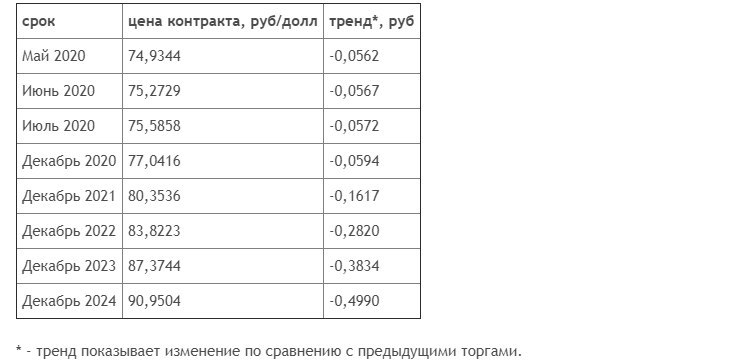 срок цена контракта, руб/долл тренд*, руб
Май 2020 74,9344 -0,0562
Июнь 2020 75,2729 -0,0567
Июль 2020 75,5858 -0,0572
Декабрь 2020 77,0416 -0,0594
Декабрь 2021 80,3536 -0,1617
Декабрь 2022 83,8223 -0,2820
Декабрь 2023 87,3744 -0,3834
Декабрь 2024 90,9504 -0,4990
* - тренд показывает изменение по сравнению с предыдущими торгами.